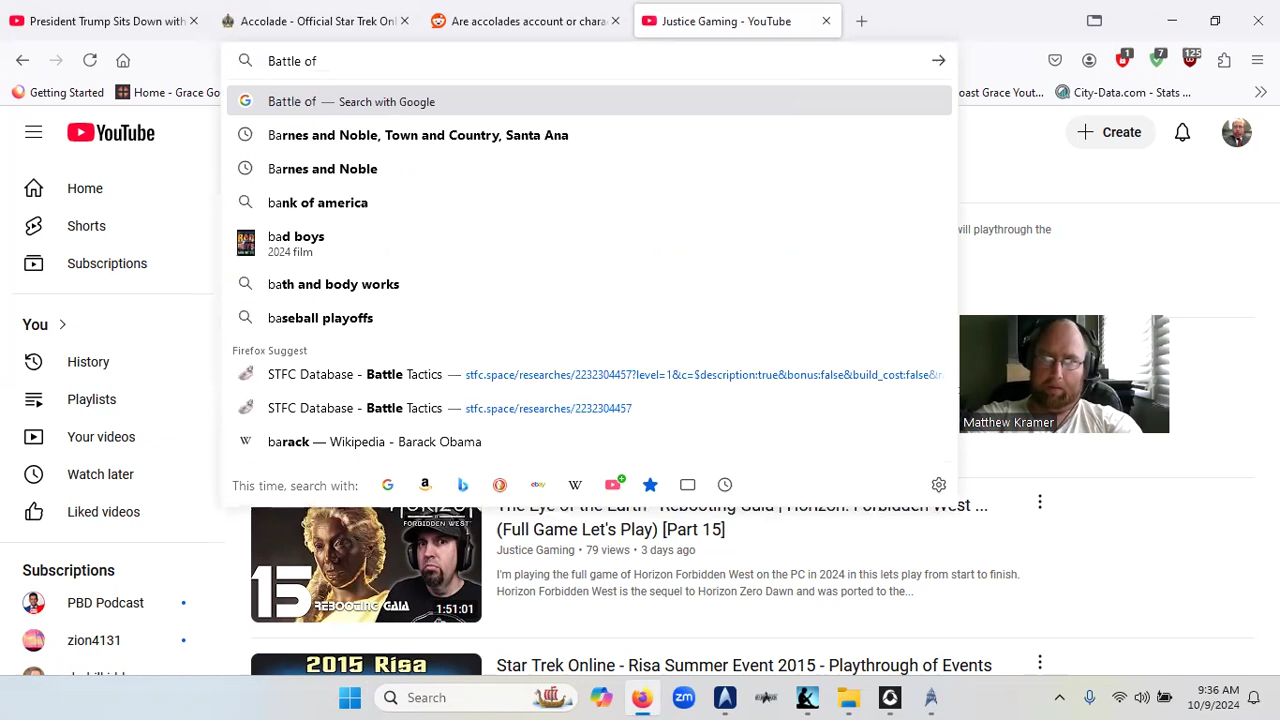 President Trump Sits Down with
Accolade - Official Star Trek Onl
Are accolades account or chara
Justice Gaming - YouTube
Battle of
1
7
125
Getting Started
Home - Grace Go
oast Grace Yout...
City-Data.com - Stats ...
Battle of — Search with Google
Barnes and Noble, Town and Country, Santa Ana
Barnes and Noble
bank of america
bad boys
2024 film
bath and body works
baseball playoffs
Firefox Suggest
STFC Database - Battle Tactics — stfc.space/researches/2232304457?level=1&c=$description:true&bonus:false&build_cost:false&r
STFC Database - Battle Tactics — stfc.space/researches/2232304457
barack — Wikipedia - Barack Obama
This time, search with:
YouTube
Create
Home
Shorts
Subscriptions
You
History
Playlists
Your videos
Watch later
Liked videos
Subscriptions
PBD Podcast
zion4131
will playthrough the
Matthew Kramer
The Eye of the Earth - Rebooting Gaia | Horizon: Forbidden West ...
(Full Game Let's Play) [Part 15]
Justice Gaming • 79 views • 3 days ago
I'm playing the full game of Horizon Forbidden West on the PC in 2024 in this lets play from start to finish.
Horizon Forbidden West is the sequel to Horizon Zero Dawn and was ported to the...
FORBIDDEN WEST
15
REBOOTING GAIA
1:51:01
2015 Risa
Star Trek Online - Risa Summer Event 2015 - Playthrough of Events
Search
zm
9:36 AM
10/9/2024